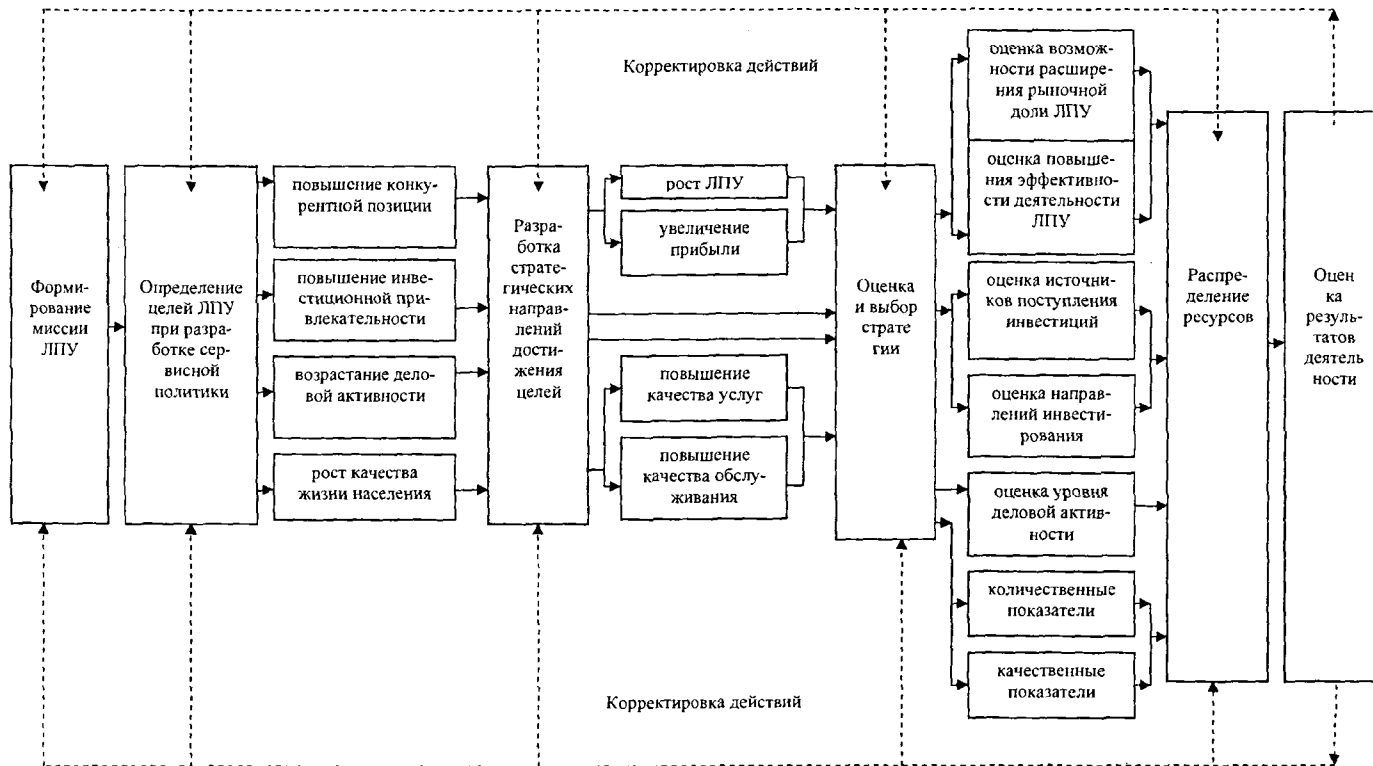 Корректировка действий
Форми-
рование
миссии
ЛПУ
Определение
целей ЛПУ
при разра-
ботке сер-
висной
политики
повышение конку-
рентной позиции
повышение инве-
стиционной при-
влекательности
возрастание дело-
вой активности
рост качества
жизни населения
Разра-
ботка
страте-
гических
направ-
лений
дости-
жения
целей
рост ЛПУ
увеличение
прибыли
повышение
качества услуг
повышение
качества обслу-
живания
Оценка
и выбор
страте
гии
оценка возмож-
ности расшире-
ния рыночной
доли ЛПУ
оценка повыше-
ния эффективно-
сти деятельности
ЛПУ
оценка источни-
ков поступления
инвестиций
оценка направ-
лений инвести-
рования
оценка уровня
деловой актив-
ности
количественные
показатели
качественные
показатели
Распре-
деление
ресурсов
Оцен
ка
резуль-
татов
деятель
ности
Корректировка действий